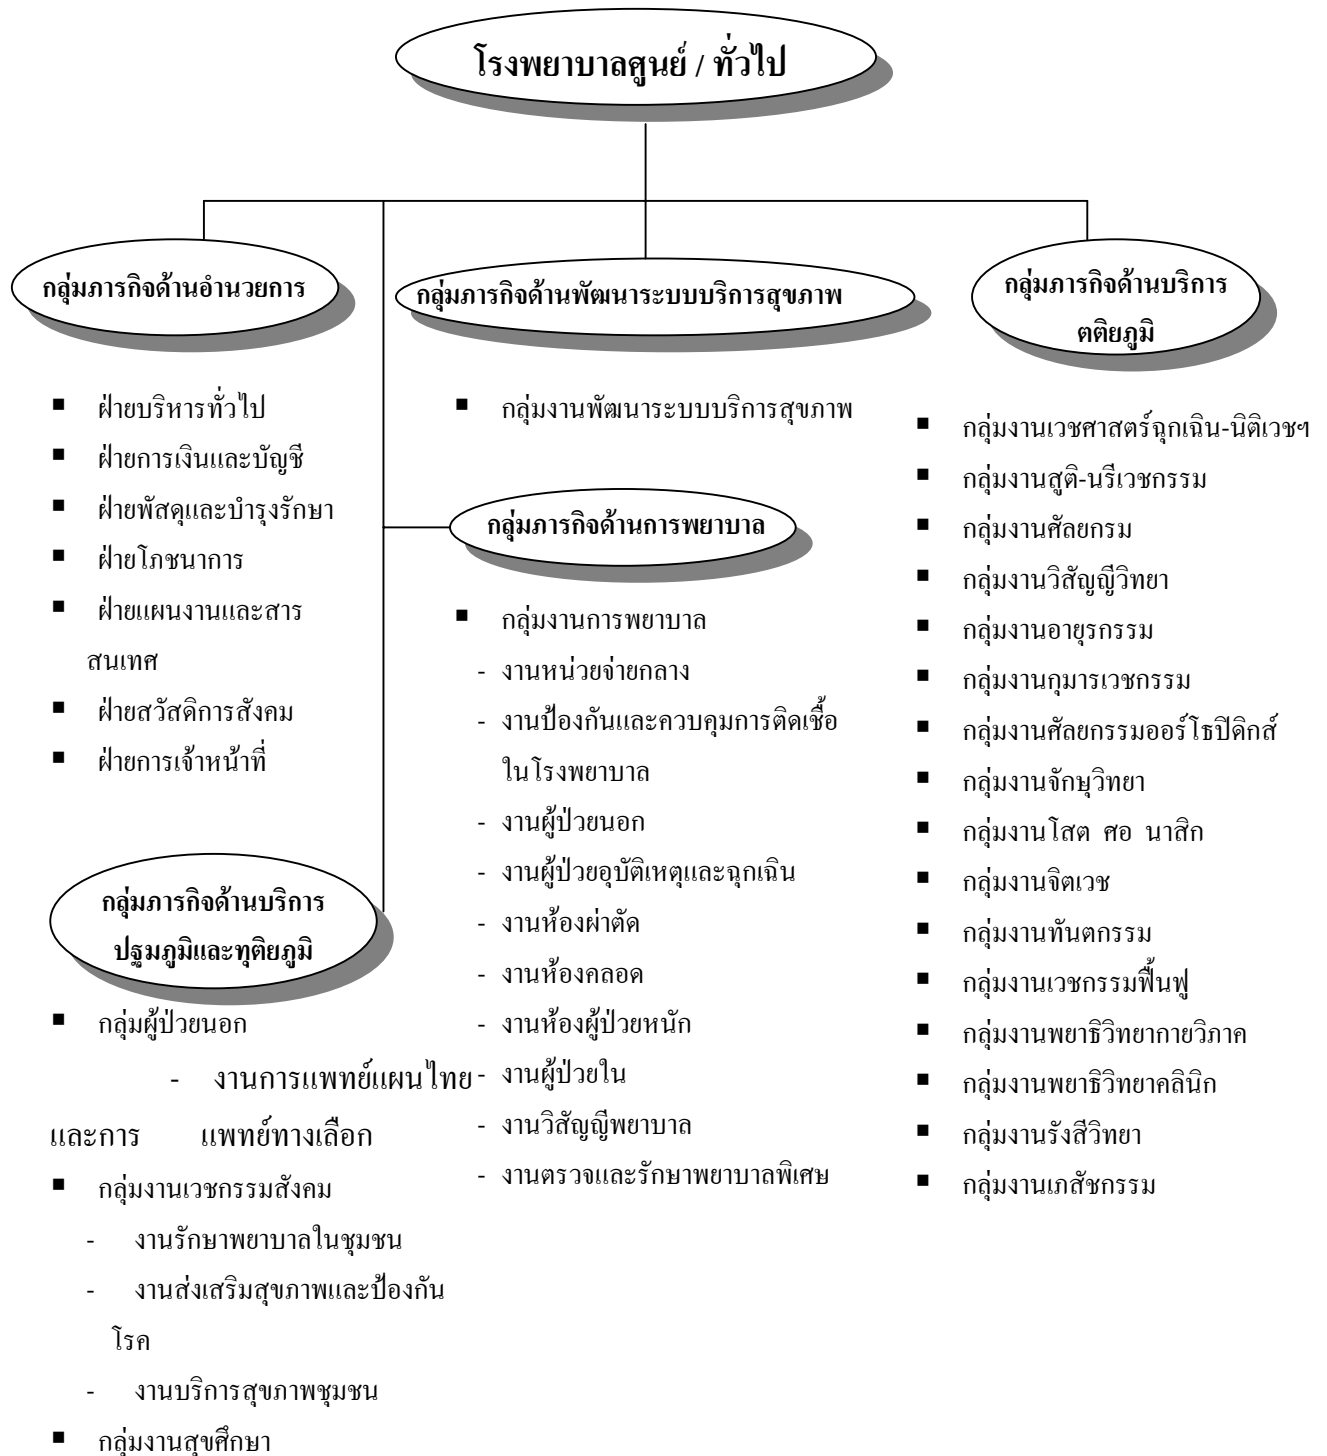 โรงพยาบาลศูนย์ / ทั่วไป
กลุ่มภารกิจด้านอำนวยการ
■ ฝ่ายบริหารทั่วไป
■ ฝ่ายการเงินและบัญชี
■ ฝ่ายพัสดุและบำรุงรักษา
■ ฝ่ายโภชนาการ
■ ฝ่ายแผนงานและสาร
สนเทศ
■ ฝ่ายสวัสดิการสังคม
■ ฝ่ายการเจ้าหน้าที่
กลุ่มภารกิจด้านบริการ
ปฐมภูมิและทุติยภูมิ
■ กลุ่มผู้ป่วยนอก
- งานการแพทย์แผนไทย
และการ แพทย์ทางเลือก
■ กลุ่มงานเวชกรรมสังคม
- งานรักษาพยาบาลในชุมชน
- งานส่งเสริมสุขภาพและป้องกัน
โรค
- งานบริการสุขภาพชุมชน
■ กลุ่มงานสุขศึกษา
กลุ่มภารกิจด้านพัฒนาระบบบริการสุขภาพ
■ กลุ่มงานพัฒนาระบบบริการสุขภาพ
กลุ่มภารกิจด้านการพยาบาล
■ กลุ่มงานการพยาบาล
- งานหน่วยจ่ายกลาง
- งานป้องกันและควบคุมการติดเชื้อ
ในโรงพยาบาล
- งานผู้ป่วยนอก
- งานผู้ป่วยอุบัติเหตุและฉุกเฉิน
- งานห้องผ่าตัด
- งานห้องคลอด
- งานห้องผู้ป่วยหนัก
- งานผู้ป่วยใน
- งานวิสัญญีพยาบาล
- งานตรวจและรักษาพยาบาลพิเศษ
กลุ่มภารกิจด้านบริการ
ตติยภูมิ
■ กลุ่มงานเวชศาสตร์ฉุกเฉิน-นิติเวชฯ
■ กลุ่มงานสูติ-นรีเวชกรรม
■ กลุ่มงานศัลยกรม
■ กลุ่มงานวิสัญญีวิทยา
■ กลุ่มงานอายุรกรรม
■ กลุ่มงานกุมารเวชกรรม
■ กลุ่มงานศัลยกรรมออร์โธปิดิกส์
■ กลุ่มงานจักษุวิทยา
■ กลุ่มงานโสต ศอ นาสิก
■ กลุ่มงานจิตเวช
■ กลุ่มงานทันตกรรม
■ กลุ่มงานเวชกรรมฟื้นฟู
■ กลุ่มงานพยาธิวิทยากายวิภาค
■ กลุ่มงานพยาธิวิทยาคลินิก
■ กลุ่มงานรังสีวิทยา
■ กลุ่มงานเภสัชกรรม